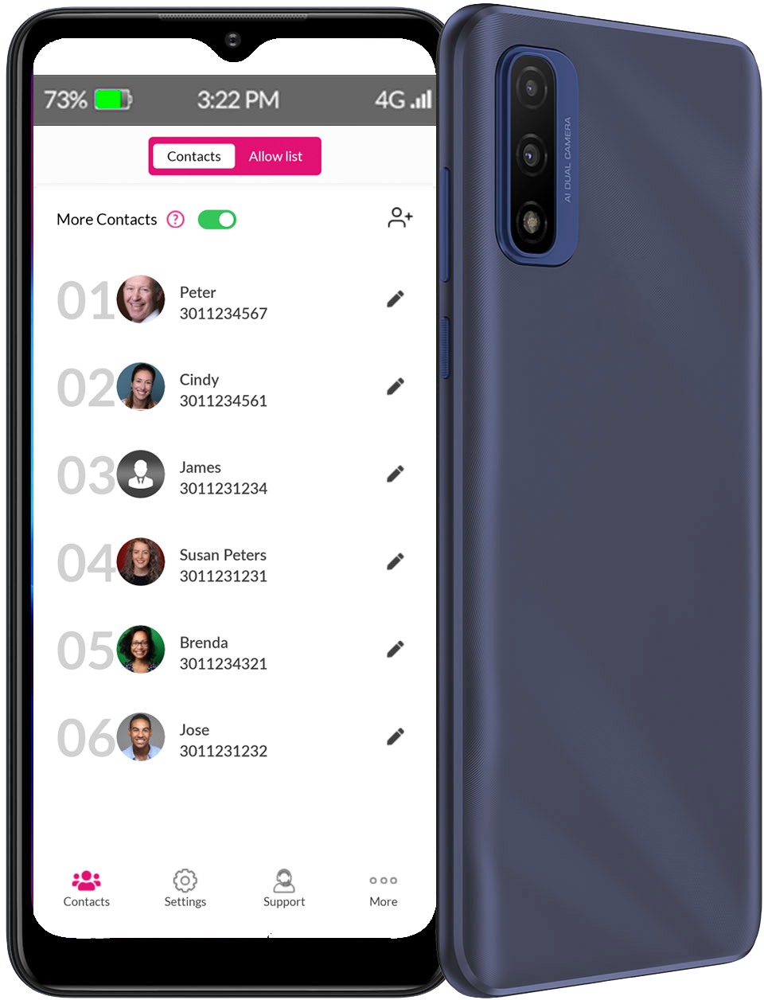 73% 3:22 PM 4G
Contacts Allow list
More Contacts ?
01 Peter
3011234567
02 Cindy
3011234561
03 James
3011231234
04 Susan Peters
3011231231
05 Brenda
3011234321
06 Jose
3011231232
Contacts Settings Support More
AI DUAL CAMERA